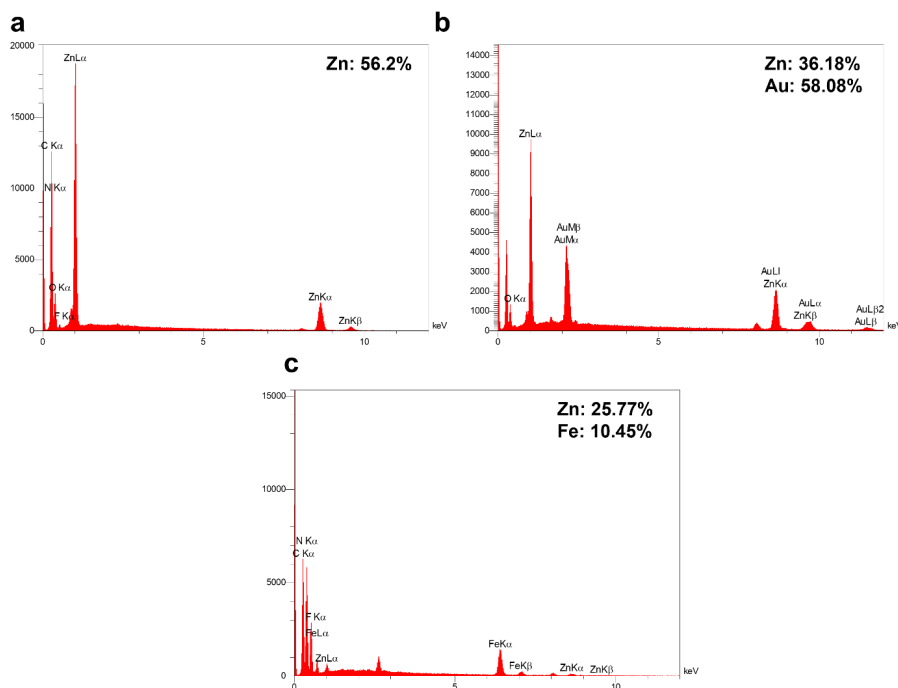 a
20000
15000
10000
5000
0
ZnLα
C Kα
N Kα
O Kα
F Kα
ZnKα
ZnKβ
Zn: 56.2%
5
10
keV
b
14000
13000
12000
11000
10000
9000
8000
7000
6000
5000
4000
3000
2000
1000
0
Zn: 36.18%
Au: 58.08%
ZnLα
O Kα
AuMβ
AuMα
AuLl
ZnKα
AuLα
ZnKβ
AuLβ2
AuLβ
0
5
10
keV
c
15000
10000
5000
0
Zn: 25.77%
Fe: 10.45%
N Kα
C Kα
F Kα
FeLα
ZnLα
FeKα
FeKβ
ZnKα
ZnKβ
0
5
10
keV